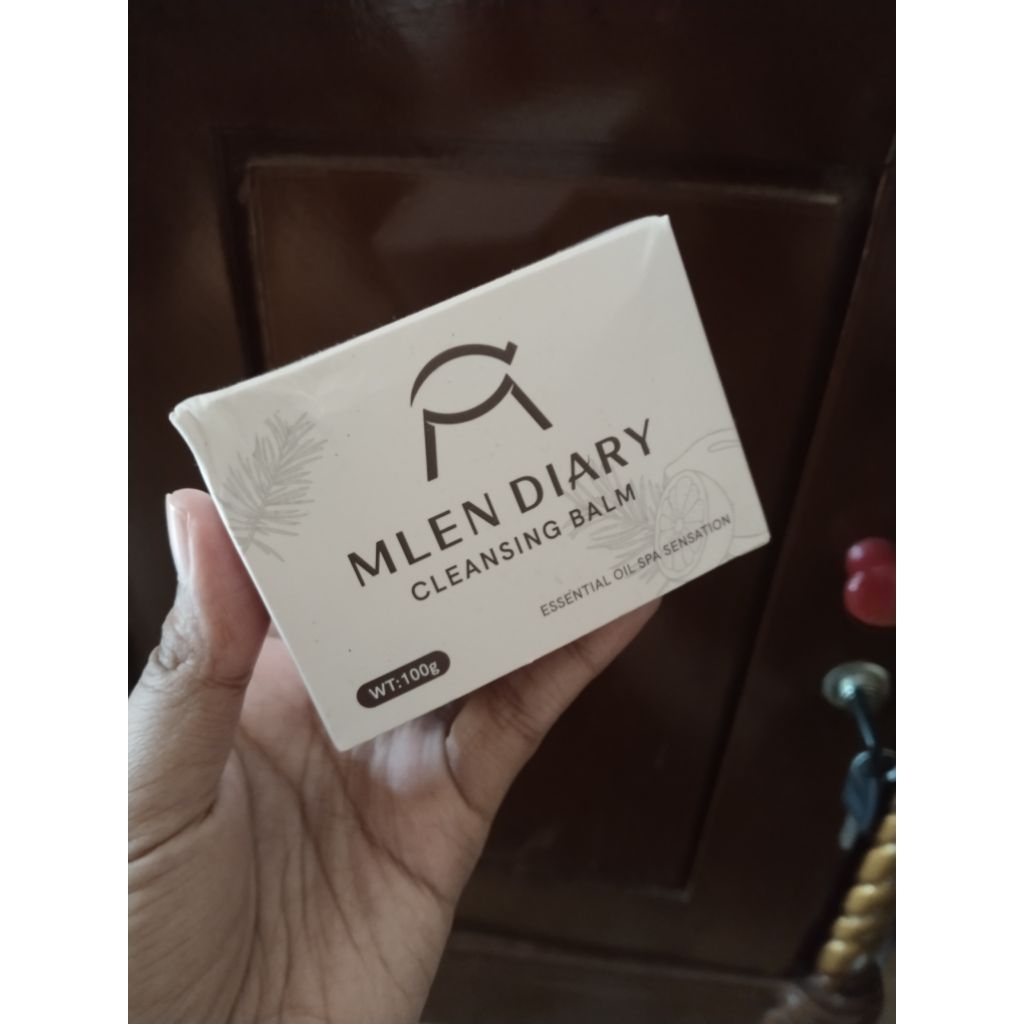 MLEN DIARY
CLEANSING BALM
ESSENTIAL OIL SPA SENSATION
WT:100g